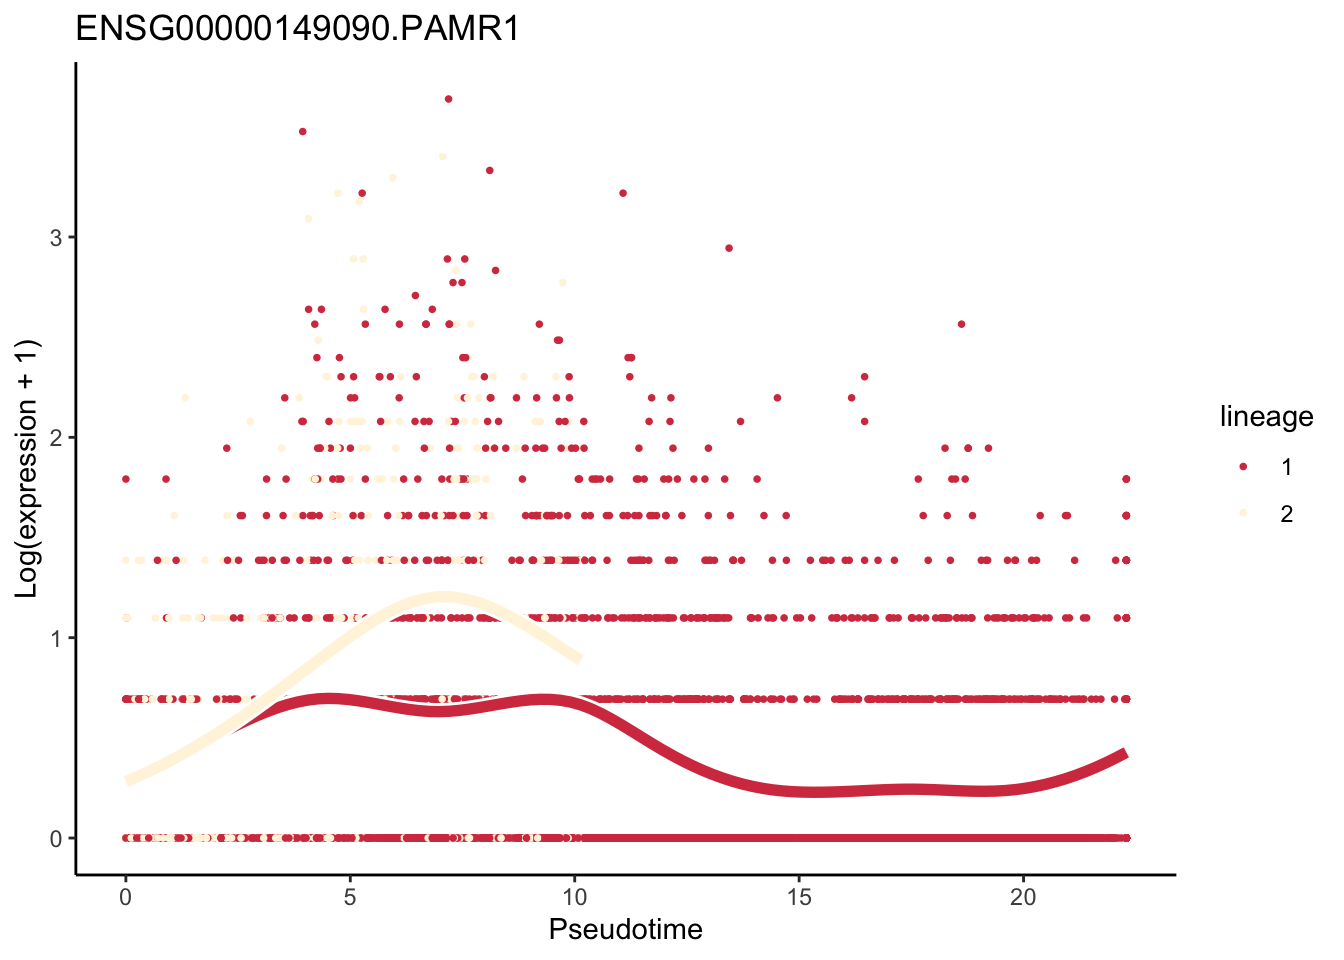 ENSG00000149090.PAMR1
Log(expression + 1)
3
2
1
0
0 5 10 15 20
Pseudotime
lineage
1
2